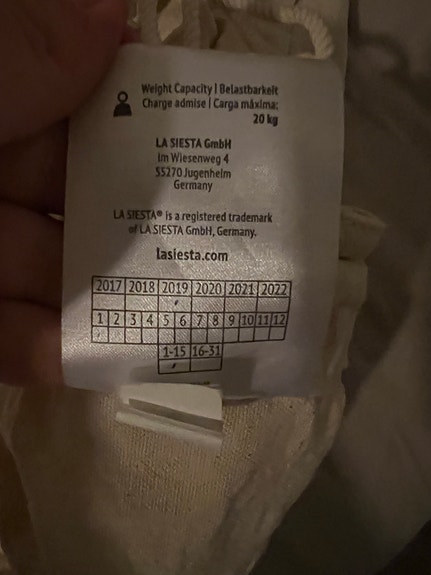 Weight Capacity | Belastbarkeit
Charge admise | Carga máxima:
20 kg
LA SIESTA GmbH
Im Wiesenweg 4
55270 Jugenheim
Germany
LA SIESTA® is a registered trademark
of LA SIESTA GmbH, Germany.
lasiesta.com
2017 2018 2019 2020 2021 2022
1 2 3 4 5 6 7 8 9 10 11 12
1-15 16-31